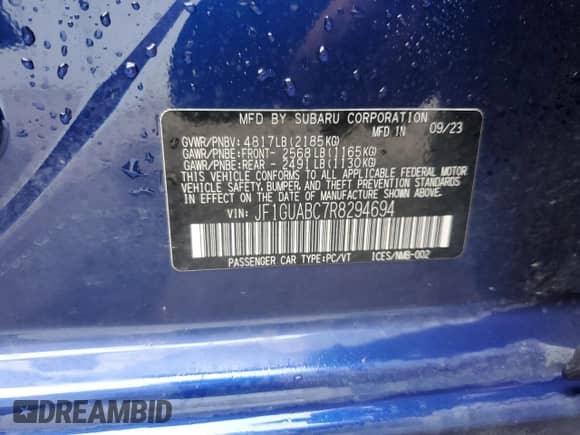 MFD BY SUBARU CORPORATION
GVWR/PNBV: 4817LB(2185KG) MFD IN 09/23
GAWR/PNBE:FRONT- 2568LB(1165KG)
GAWR/PNBE:REAR - 2491LB(1130KG)
THIS VEHICLE CONFORMS TO ALL APPLICABLE FEDERAL MOTOR
VEHICLE SAFETY, BUMPER, AND THEFT PREVENTION STANDARDS
IN EFFECT ON THE DATE OF MANUFACTURE SHOWN ABOVE.
VIN: JF1GUABC7R8294694
PASSENGER CAR TYPE:PC/VT ICES/NMB-002
DREAMBID